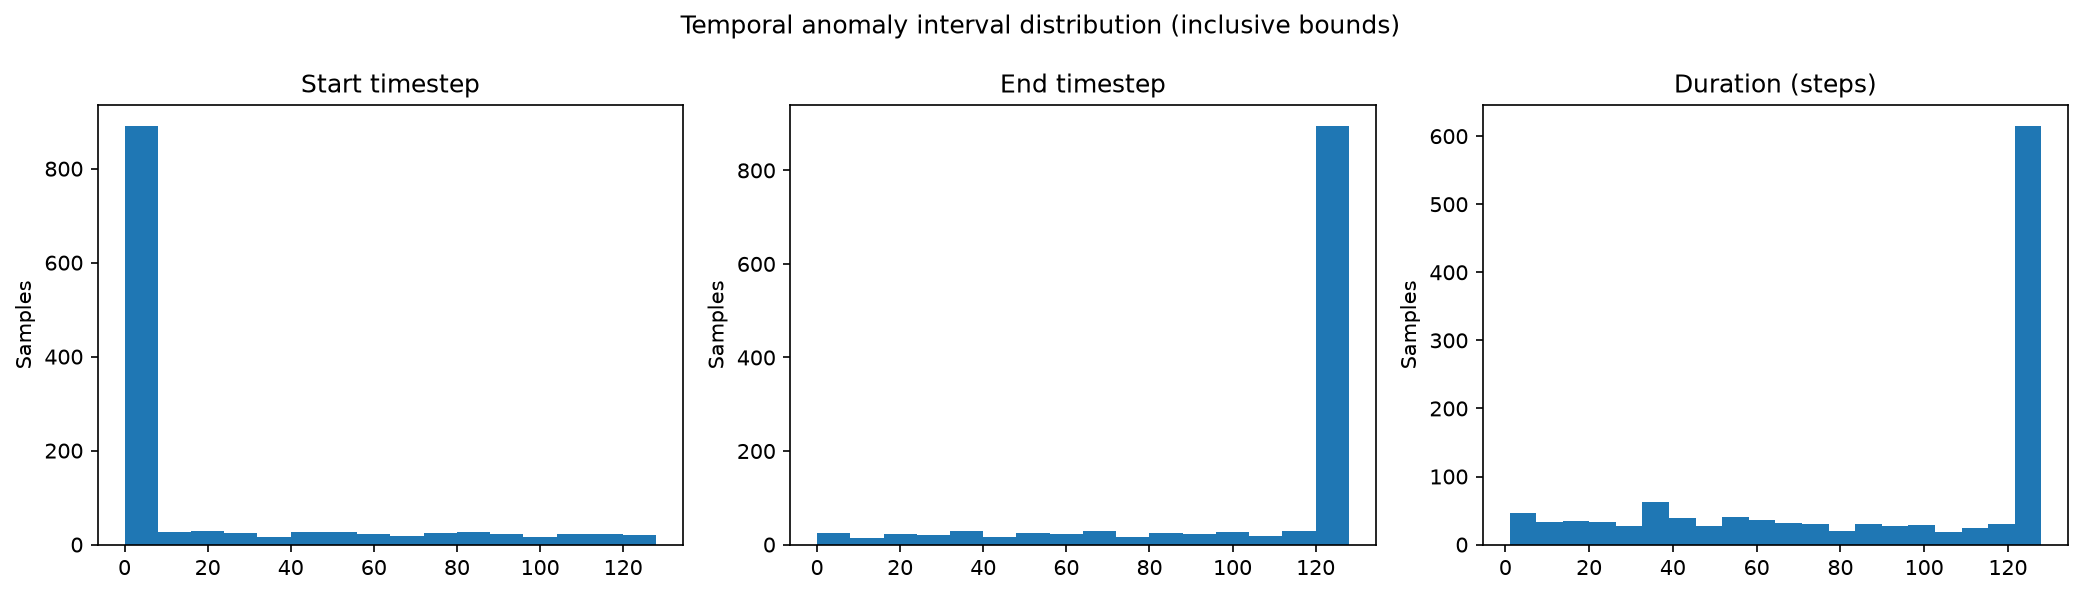 Temporal anomaly interval distribution (inclusive bounds)
Start timestep
Samples
800
600
400
200
0
0 20 40 60 80 100 120
End timestep
Samples
800
600
400
200
0
0 20 40 60 80 100 120
Duration (steps)
Samples
600
500
400
300
200
100
0
0 20 40 60 80 100 120